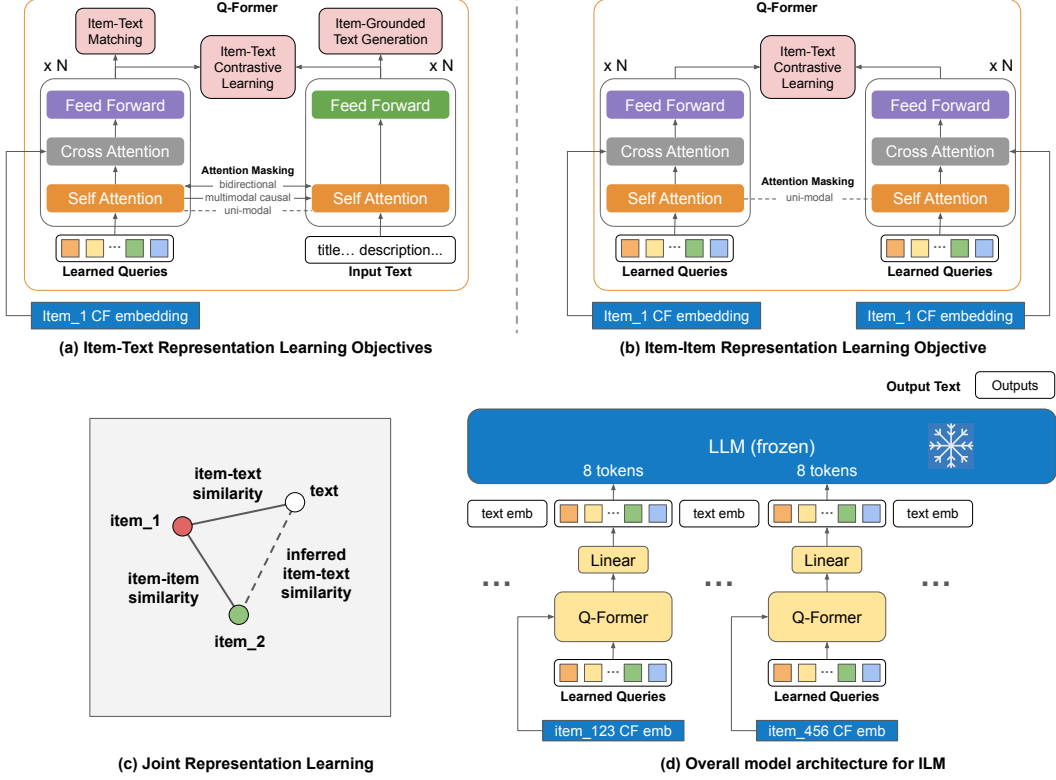 Q-Former
Item-Text
Matching
Item-Grounded
Text Generation
Item-Text
Contrastive
Learning
x N
x N
Feed Forward
Feed Forward
Cross Attention
Attention Masking
bidirectional
multimodal causal
uni-modal
Self Attention
Self Attention
...
title… description...
Learned Queries
Input Text
Item_1 CF embedding
(a) Item-Text Representation Learning Objectives
Q-Former
Item-Text
Contrastive
Learning
x N
x N
Feed Forward
Feed Forward
Cross Attention
Cross Attention
Attention Masking
uni-modal
Self Attention
Self Attention
...
...
Learned Queries
Learned Queries
Item_1 CF embedding
Item_1 CF embedding
(b) Item-Item Representation Learning Objective
item-text
similarity
text
item_1
item-item
similarity
inferred
item-text
similarity
item_2
(c) Joint Representation Learning
Output Text
Outputs
LLM (frozen)
8 tokens
8 tokens
text emb
...
text emb
...
text emb
Linear
Linear
...
...
...
Q-Former
Q-Former
...
...
Learned Queries
Learned Queries
item_123 CF emb
item_456 CF emb
(d) Overall model architecture for ILM